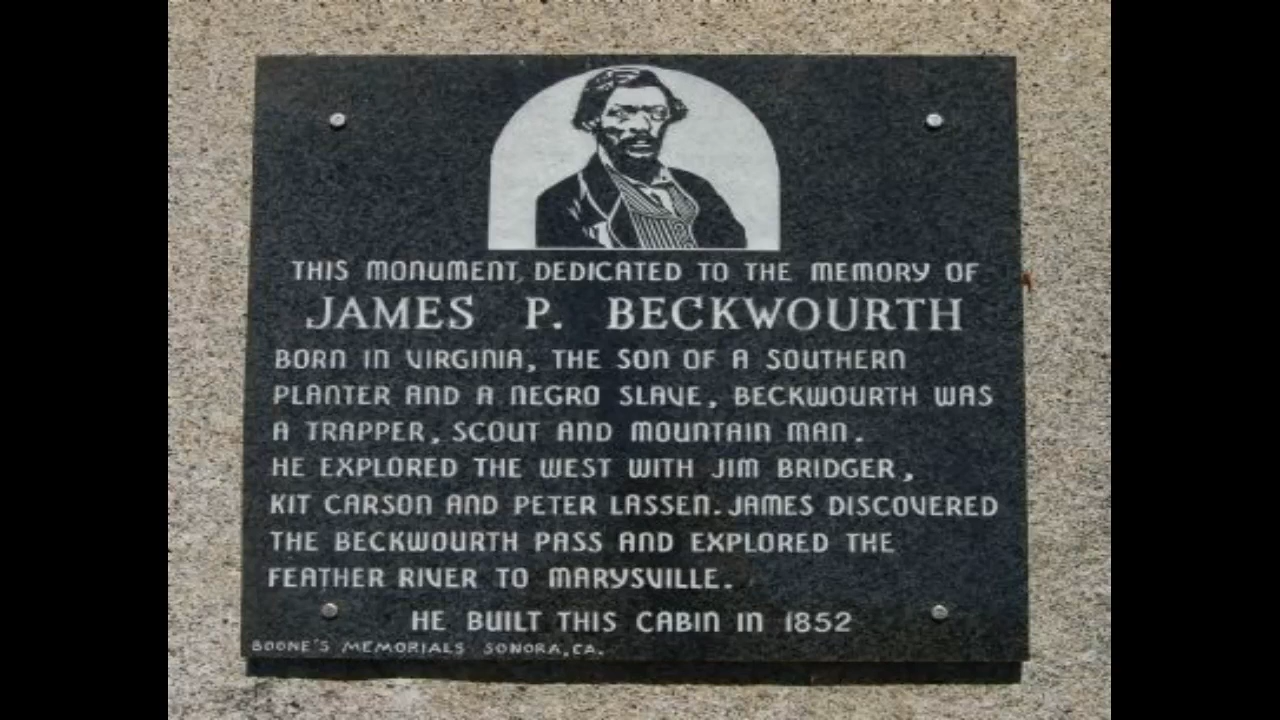 THIS MONUMENT, DEDICATED TO THE MEMORY OF
JAMES P. BECKWOURTH
BORN IN VIRGINIA, THE SON OF A SOUTHERN
PLANTER AND A NEGRO SLAVE, BECKWOURTH WAS
A TRAPPER, SCOUT AND MOUNTAIN MAN.
HE EXPLORED THE WEST WITH JIM BRIDGER,
KIT CARSON AND PETER LASSEN. JAMES DISCOVERED
THE BECKWOURTH PASS AND EXPLORED THE
FEATHER RIVER TO MARYSVILLE.
HE BUILT THIS CABIN IN 1852
BOONE'S MEMORIALS SONORA, CA.